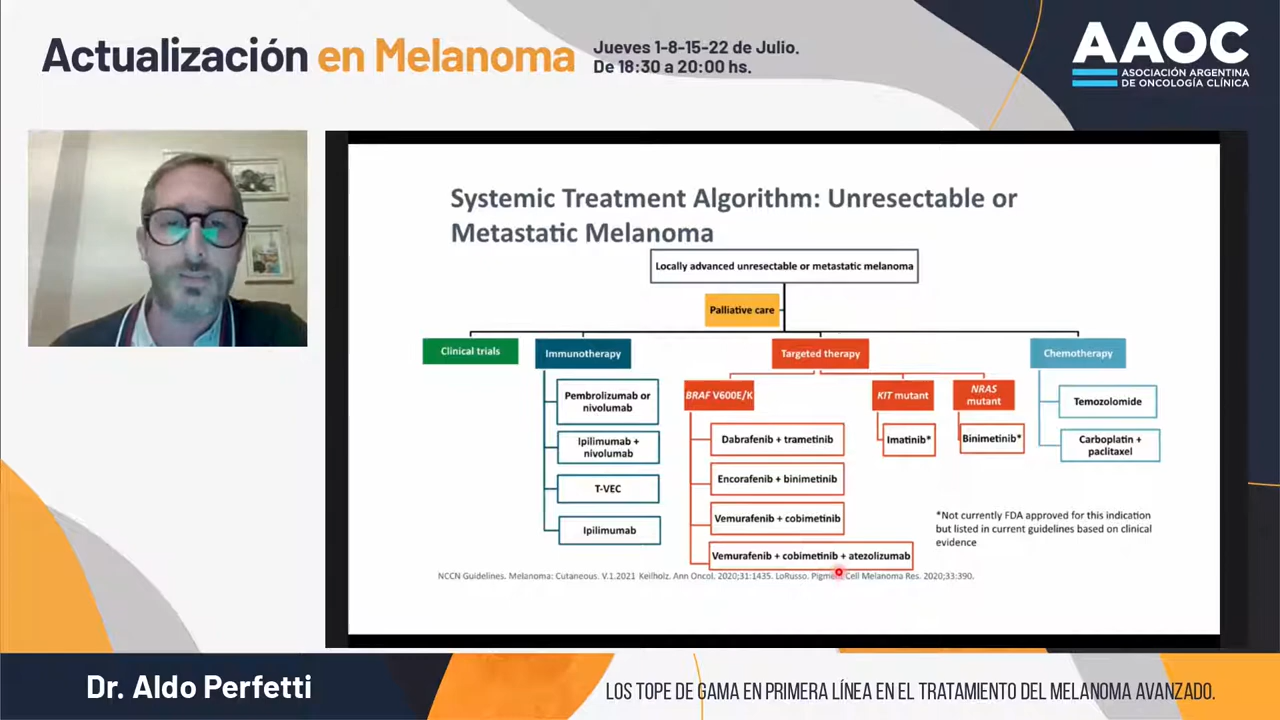 Actualización en Melanoma
Jueves 1-8-15-22 de Julio.
De 18:30 a 20:00 hs.
AAOC
ASOCIACIÓN ARGENTINA
DE ONCOLOGÍA CLÍNICA
Systemic Treatment Algorithm: Unresectable or
Metastatic Melanoma
Locally advanced unresectable or metastatic melanoma
Palliative care
Clinical trials
Immunotherapy
Pembrolizumab or
nivolumab
Ipilimumab +
nivolumab
T-VEC
Ipilimumab
Targeted therapy
BRAF V600E/K
Dabrafenib + trametinib
Encorafenib + binimetinib
Vemurafenib + cobimetinib
Vemurafenib + cobimetinib + atezolizumab
KIT mutant
Imatinib*
NRAS
mutant
Binimetinib*
Chemotherapy
Temozolomide
Carboplatin +
paclitaxel
*Not currently FDA approved for this indication
but listed in current guidelines based on clinical
evidence
NCCN Guidelines. Melanoma: Cutaneous. V.1.2021 Keilholz. Ann Oncol. 2020;31:1435. LoRusso. Cell Melanoma Res. 2020;33:390.
Dr. Aldo Perfetti
LOS TOPE DE GAMA EN PRIMERA LÍNEA EN EL TRATAMIENTO DEL MELANOMA AVANZADO.